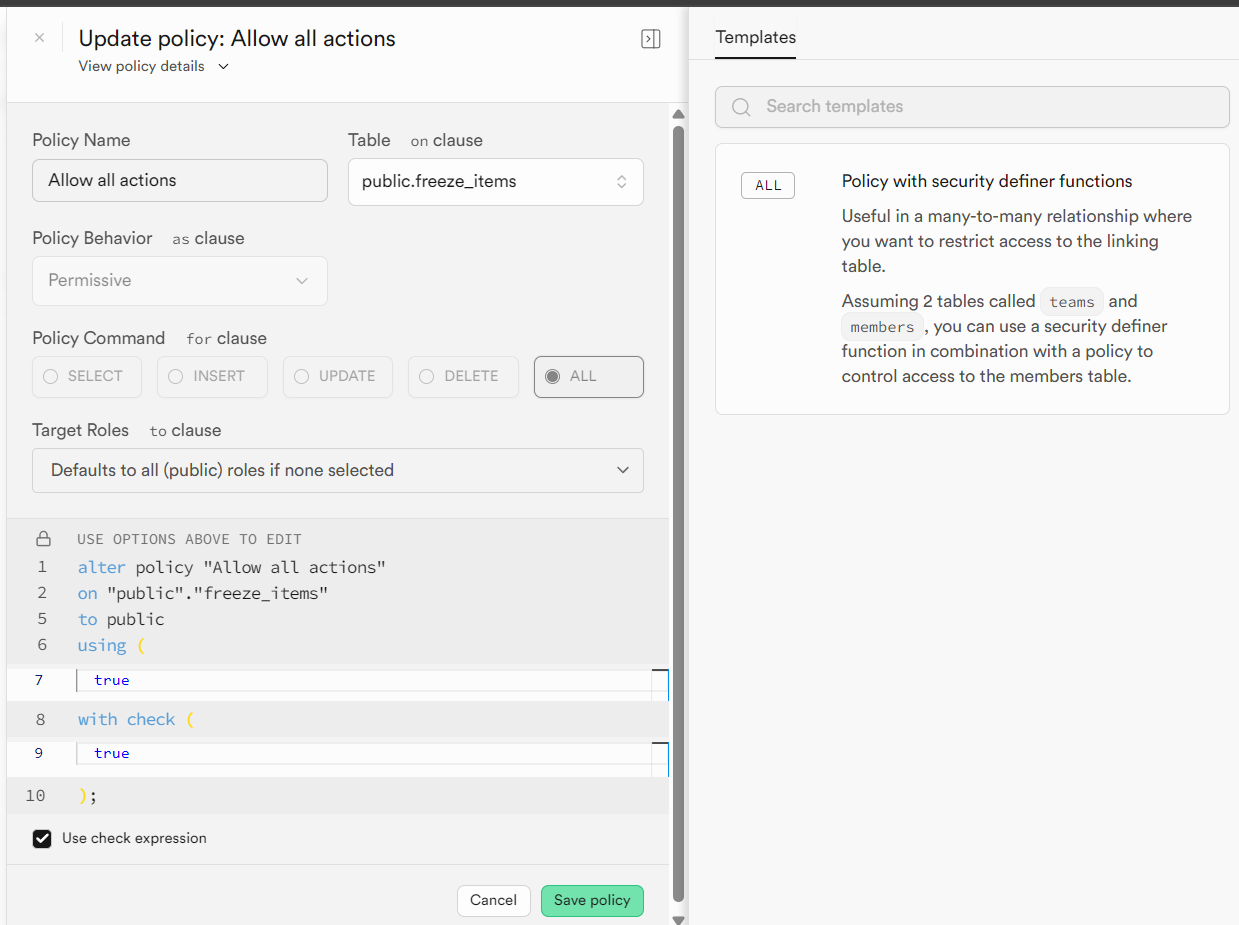 Update policy: Allow all actions
View policy details
Policy Name
Table on clause
Allow all actions
public.freeze_items
Policy Behavior as clause
Permissive
Policy Command for clause
SELECT INSERT UPDATE DELETE ALL
Target Roles to clause
Defaults to all (public) roles if none selected
USE OPTIONS ABOVE TO EDIT
1 alter policy "Allow all actions"
2 on "public"."freeze_items"
5 to public
6 using (
7 true
8 with check (
9 true
10 );
Use check expression
Cancel Save policy
Templates
Search templates
ALL
Policy with security definer functions
Useful in a many-to-many relationship where
you want to restrict access to the linking
table.
Assuming 2 tables called teams and
members , you can use a security definer
function in combination with a policy to
control access to the members table.